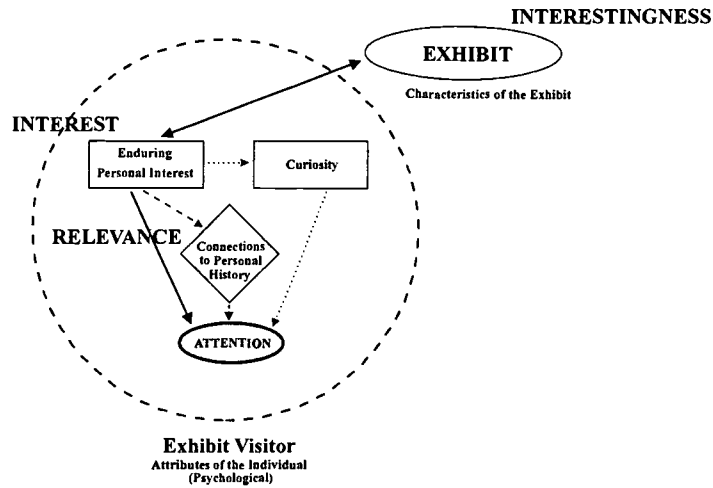 INTERESTINGNESS
EXHIBIT
Characteristics of the Exhibit
INTEREST
Enduring
Personal Interest
Curiosity
RELEVANCE
Connections
to Personal
History
ATTENTION
Exhibit Visitor
Attributes of the Individual
(Psychological)